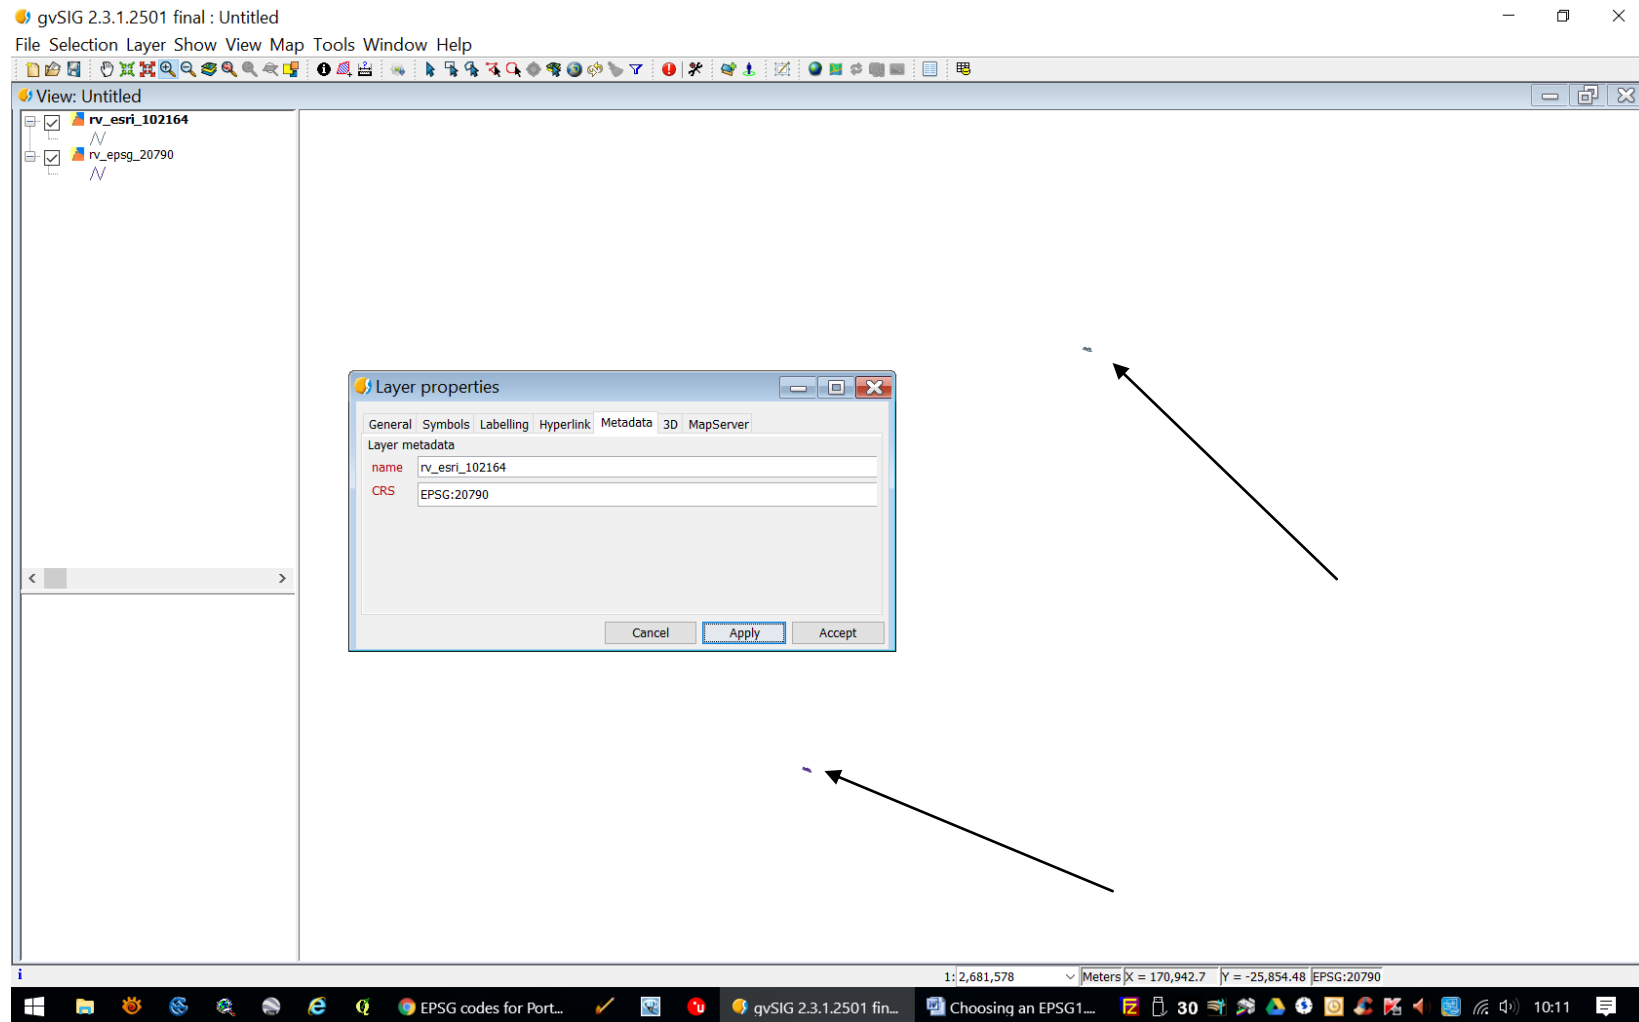 gvSIG 2.3.1.2501 final : Untitled
File Selection Layer Show View Map Tools Window Help
View: Untitled
rv_esri_102164
rv_epsg_20790
Layer properties
General Symbols Labelling Hyperlink Metadata 3D MapServer
Layer metadata
name rv_esri_102164
CRS EPSG:20790
Cancel Apply Accept
1: 2,681,578 Meters X = 170,942.7 Y = -25,854.48 EPSG:20790
EPSG codes for Port... gvSIG 2.3.1.2501 fin... Choosing an EPSG1.... 30 10:11